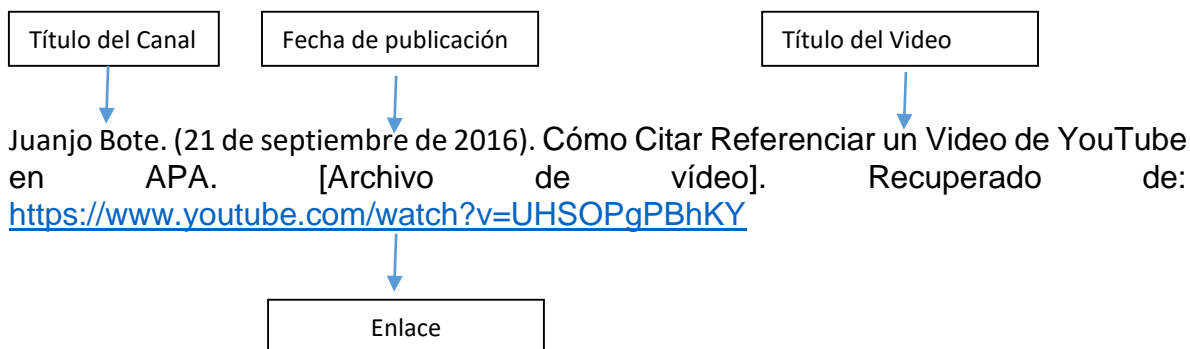 Título del Canal
Fecha de publicación
Título del Video
Juanjo Bote. (21 de septiembre de 2016). Cómo Citar Referenciar un Video de YouTube
en APA. [Archivo de vídeo]. Recuperado de:
https://www.youtube.com/watch?v=UHSOPgPBhKY
Enlace